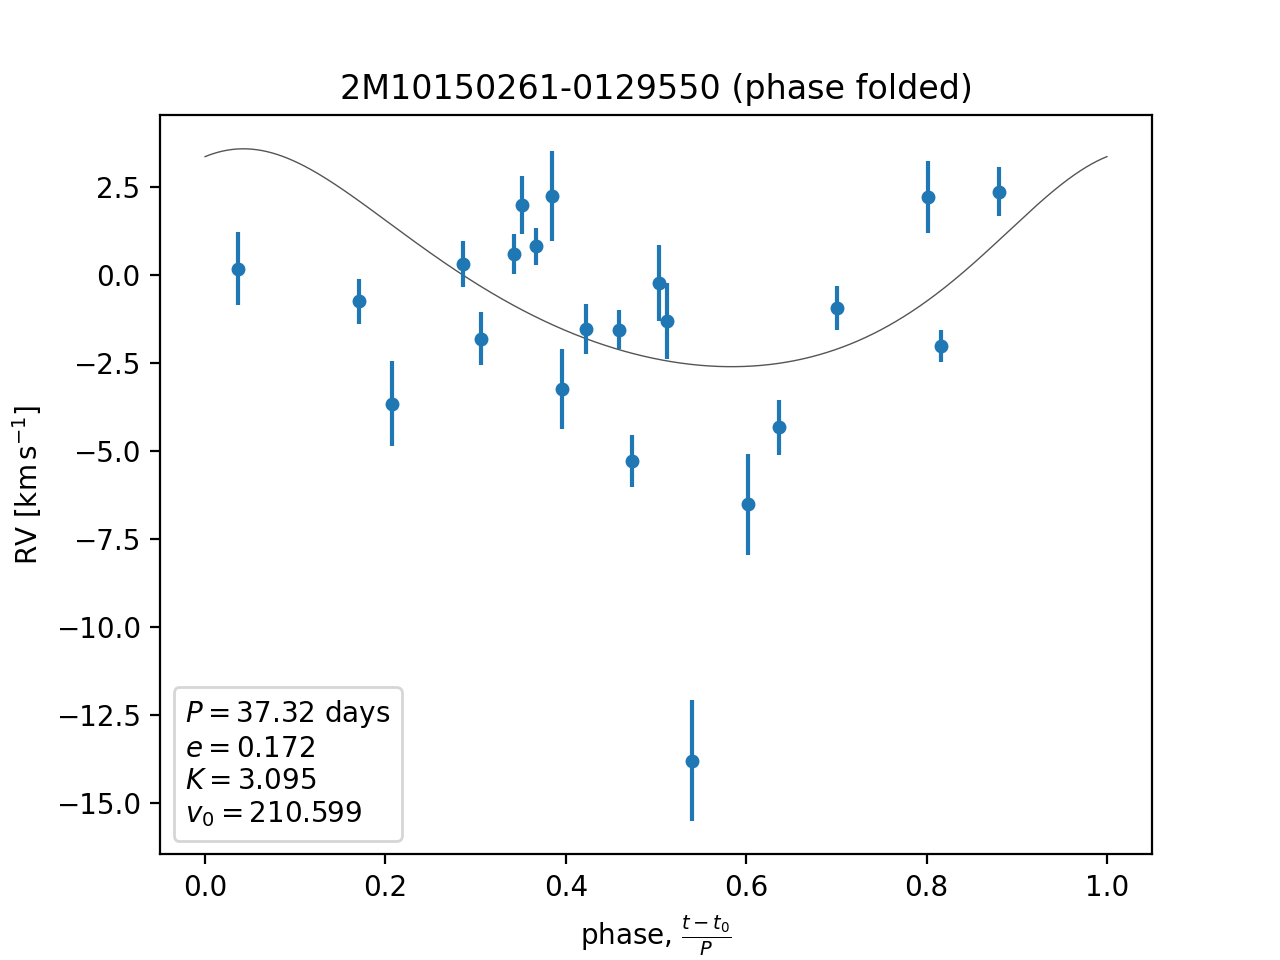 2M10150261-0129550 (phase folded)
RV [km s⁻¹]
2.5
0.0
−2.5
−5.0
−7.5
−10.0
−12.5
−15.0
P = 37.32 days
e = 0.172
K = 3.095
v₀ = 210.599
0.0 0.2 0.4 0.6 0.8 1.0
phase, (t − t₀)/P